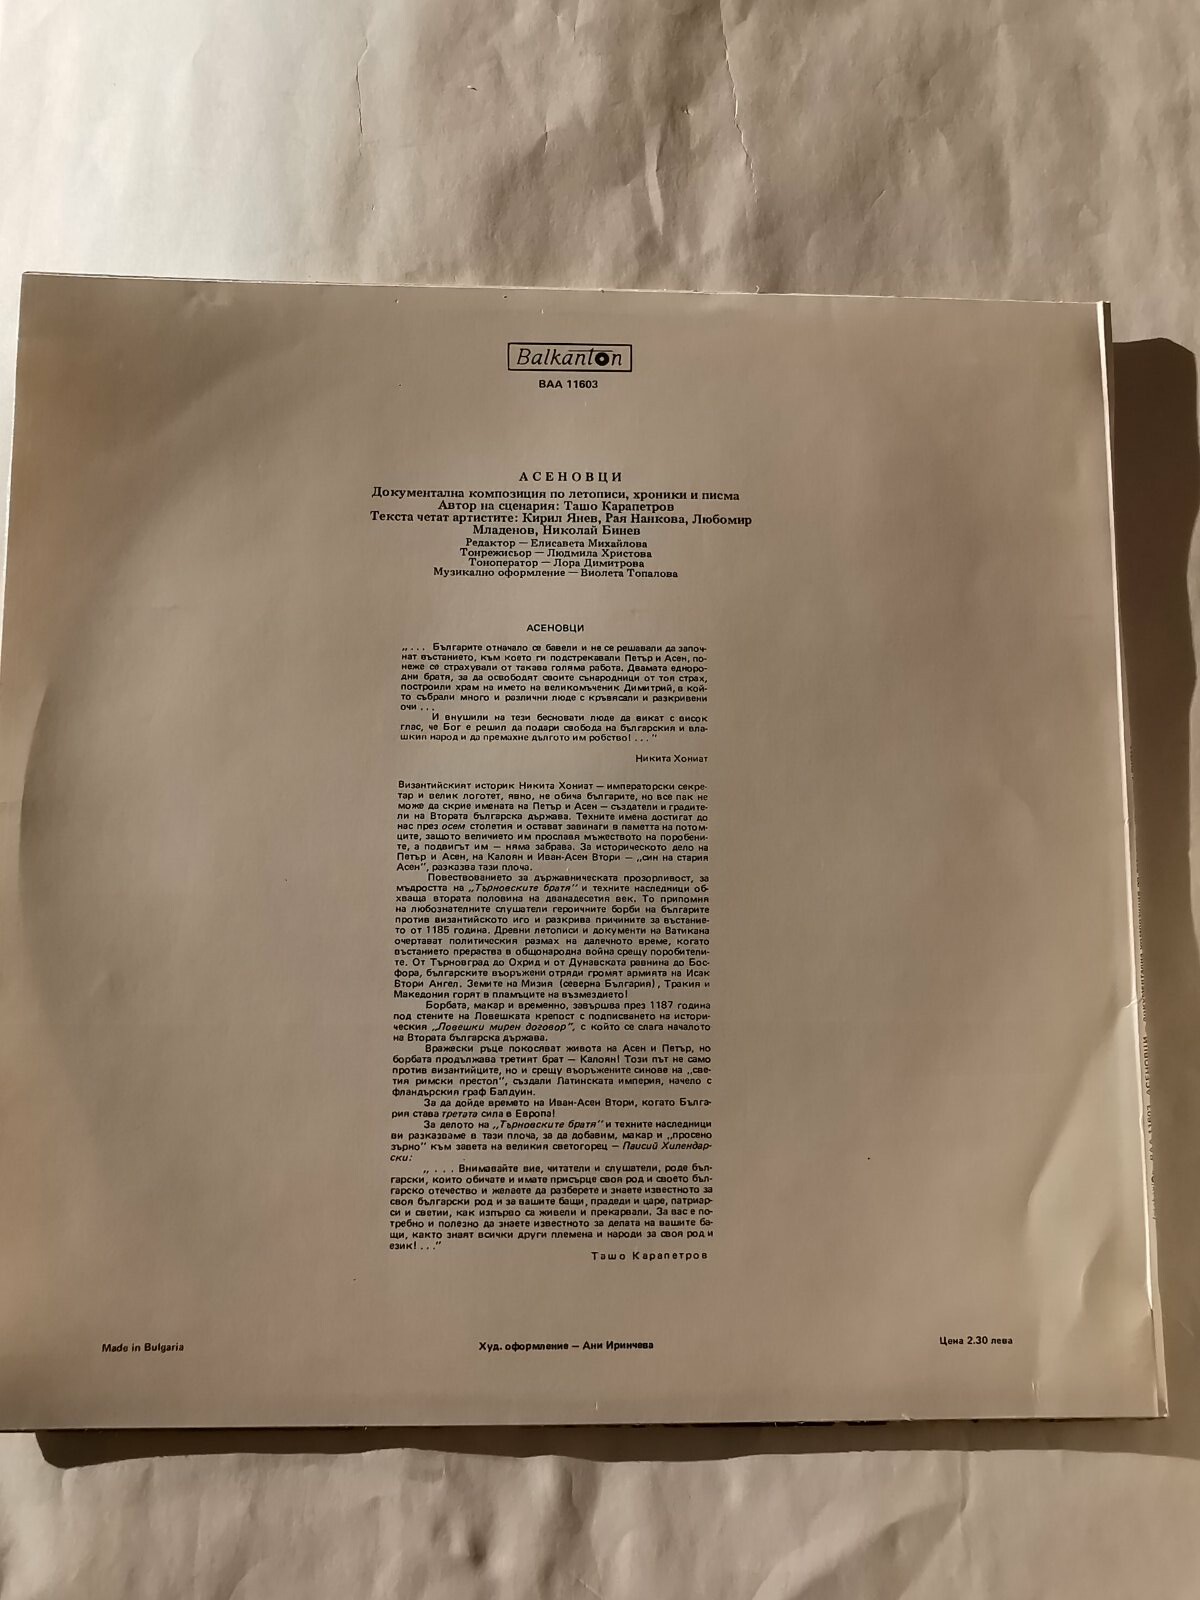 Balkanton
ВАА 11603
АСЕНОВЦИ
Документална композиция по летописи, хроники и писма
Автор на сценария: Ташо Карапетров
Текста четат артистите: Кирил Янев, Рая Нанкова, Любомир
Младенов, Николай Бинев
Редактор — Елисавета Михайлова
Тонрежисьор — Людмила Христова
Тоноператор — Лора Димитрова
Музикално оформление — Виолета Топалова
АСЕНОВЦИ
„... Българите отначало се бавели и не се решавали да започ-
нат въстанието, към което ги подстрекавали Петър и Асен, по-
неже се страхували от такава голяма работа. Двамата едноро-
дни братя, за да освободят своите сънародници от тоя страх,
построили храм на името на великомъченик Димитрий, в кой-
то събрали много и различни люде с кръвясали и разкривени
очи ...
И внушили на тези бесновати люде да викат с висок
глас, че Бог е решил да подари свобода на българския и вла-
шкия народ и да премахне дългото им робство! ..."
Никита Хониат
Византийският историк Никита Хониат — императорски секре-
тар и велик логотет, явно, не обича българите, но все пак не
може да скрие имената на Петър и Асен — създатели и градите-
ли на Втората българска държава. Техните имена достигат до
нас през осем столетия и остават завинаги в паметта на потом-
ците, защото величието им прославя мъжеството на поробени-
те, а подвигът им — няма забрава. За историческото дело на
Петър и Асен, на Калоян и Иван-Асен Втори — „син на стария
Асен", разказва тази плоча.
Повествованието за държавническата прозорливост, за
мъдростта на „Търновските братя" и техните наследници об-
хваща втората половина на дванадесетия век. То припомня
на любознателните слушатели героичните борби на българите
против византийското иго и разкрива причините за въстание-
то от 1185 година. Древни летописи и документи на Ватикана
очертават политическия размах на далечното време, когато
въстанието прераства в общонародна война срещу поробители-
те. От Търновград до Охрид и от Дунавската равнина до Бос-
фора, българските въоръжени отряди громят армията на Исак
Втори Ангел. Земите на Мизия (северна България), Тракия и
Македония горят в пламъците на възмездието!
Борбата, макар и временно, завършва през 1187 година
под стените на Ловешката крепост с подписването на истори-
ческия „Ловешки мирен договор", с който се слага началото
на Втората българска държава.
Вражески ръце покосяват живота на Асен и Петър, но
борбата продължава третият брат — Калоян! Този път не само
против византийците, но и срещу въоръжените синове на „све-
тия римски престол", създали Латинската империя, начело с
фландърския граф Балдуин.
За да дойде времето на Иван-Асен Втори, когато Бълга-
рия става третата сила в Европа!
За делото на „Търновските братя" и техните наследници
ви разказваме в тази плоча, за да добавим, макар и „просено
зърно" към завета на великия светогорец — Паисий Хилендар-
ски:
„ ... Внимавайте вие, читатели и слушатели, роде бъл-
гарски, които обичате и имате присърце своя род и своето бъл-
гарско отечество и желаете да разберете и знаете известното за
своя български род и за вашите бащи, прадеди и царе, патриар-
си и светии, как изпърво са живели и прекарвали. За вас е по-
требно и полезно да знаете известното за делата на вашите ба-
щи, както знаят всички други племена и народи за своя род и
език! ..."
Ташо Карапетров
Made in Bulgaria
Худ. оформление — Ани Иринчева
Цена 2.30 лева